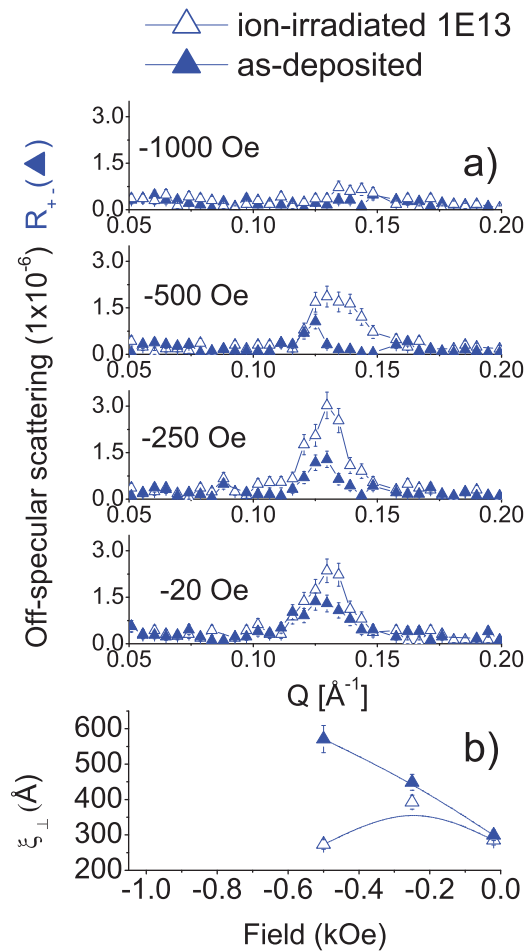 ion-irradiated 1E13
as-deposited
Off-specular scattering (1x10⁻⁶) R₊₋(▲)
3.0
-1000 Oe
a)
1.5
0.0
0.05 0.10 0.15 0.20
3.0
-500 Oe
1.5
0.0
0.05 0.10 0.15 0.20
3.0
-250 Oe
1.5
0.0
0.05 0.10 0.15 0.20
3.0
-20 Oe
1.5
0.0
0.05 0.10 0.15 0.20
Q [Å⁻¹]
600
b)
500
400
300
200
ξ⊥ (Å)
-1.0 -0.8 -0.6 -0.4 -0.2 0.0
Field (kOe)